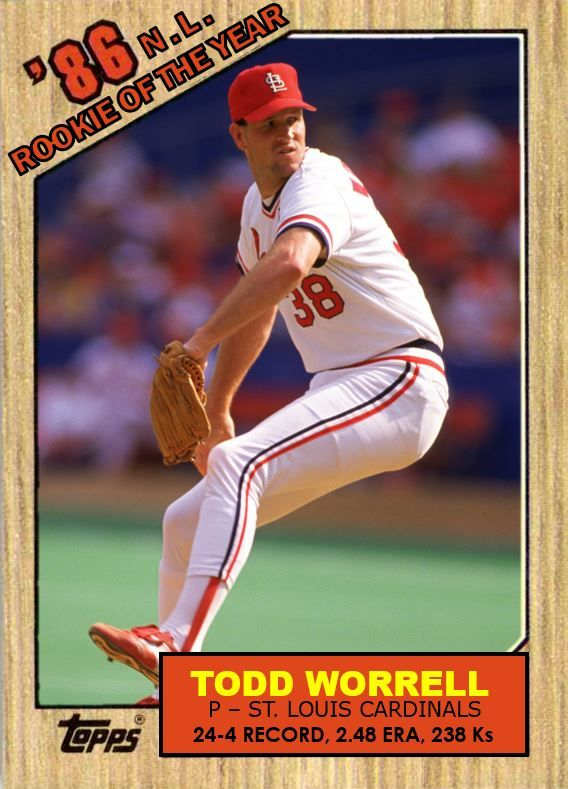 '86 N.L.
ROOKIE OF THE YEAR
StL
38
TODD WORRELL
P – ST. LOUIS CARDINALS
24-4 RECORD, 2.48 ERA, 238 Ks
Topps®